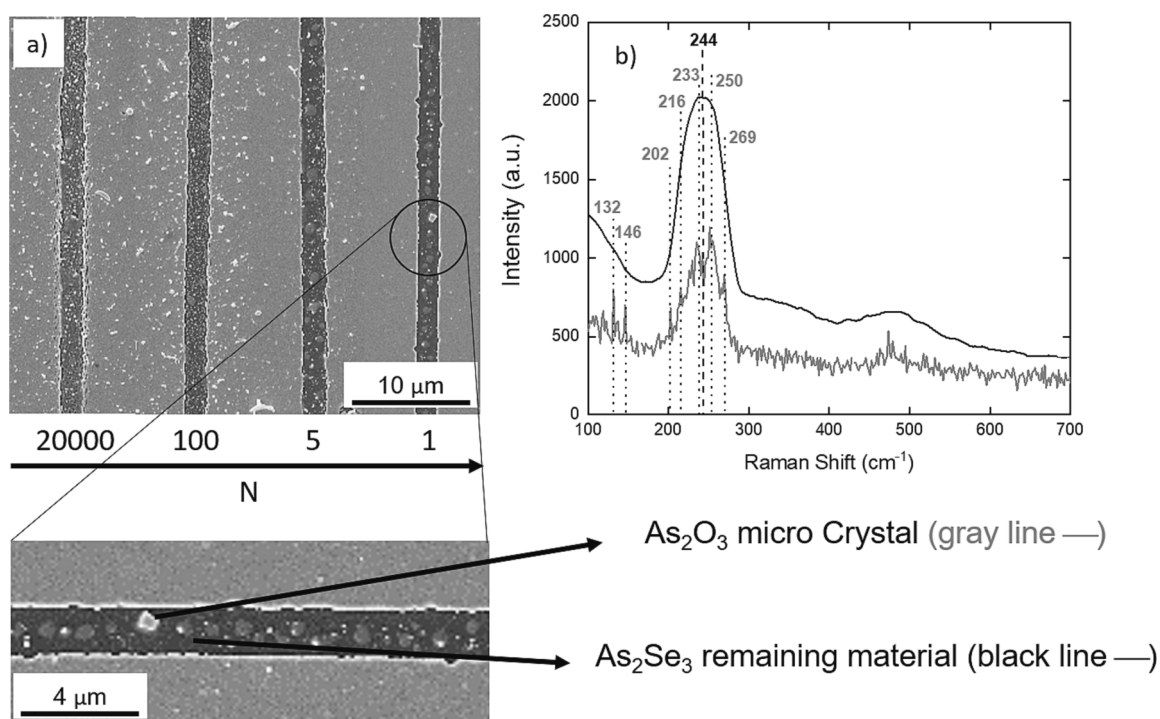 a)
10 μm
20000 100 5 1
N
4 μm
b)
2500
2000
1500
1000
500
0
Intensity (a.u.)
244
233
250
216
269
202
132
146
100 200 300 400 500 600 700
Raman Shift (cm⁻¹)
As₂O₃ micro Crystal (gray line —)
As₂Se₃ remaining material (black line —)